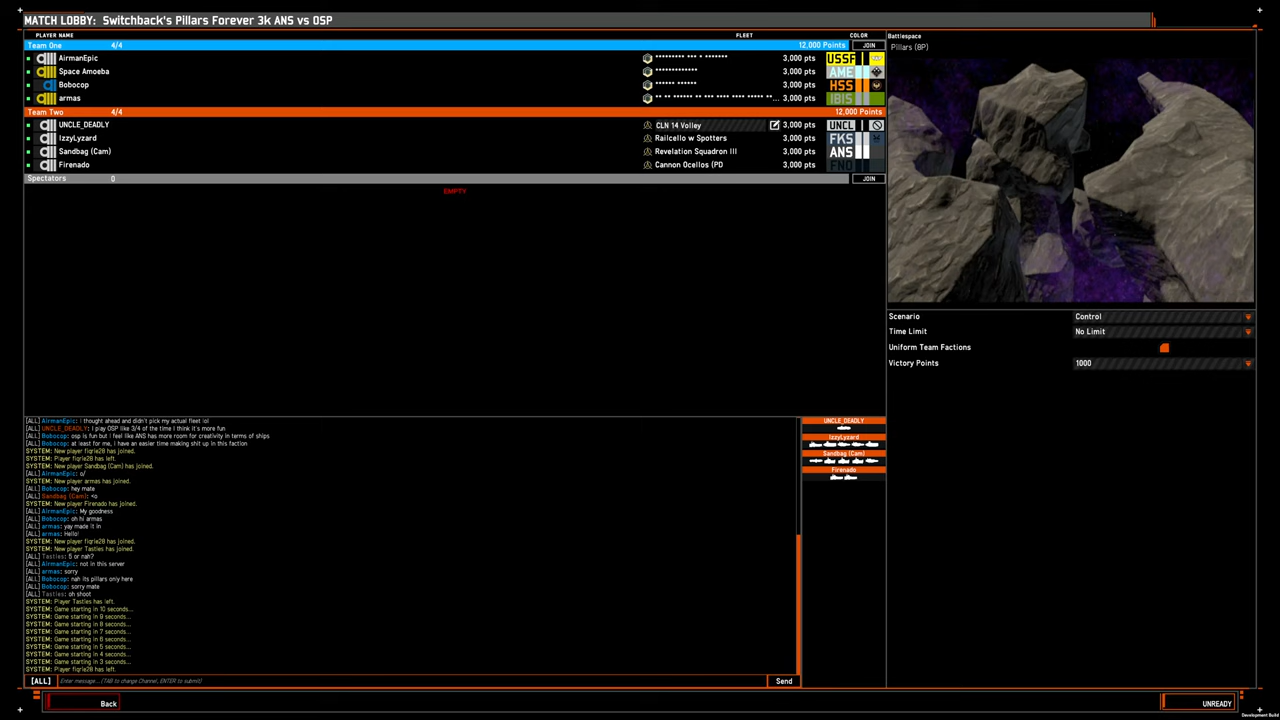 MATCH LOBBY: Switchback's Pillars Forever 3k ANS vs OSP
PLAYER NAME FLEET COLOR
Team One 4/4 12,000 Points JOIN
AirmanEpic ********* *** * ******* 3,000 pts USSF
Space Amoeba ************* 3,000 pts AME
Bobocop ****** ****** 3,000 pts HSS
armas 3,000 pts IBIS
Team Two 4/4 12,000 Points
UNCLE_DEADLY CLN 14 Volley 3,000 pts UNCL
IzzyLyzard Railcello w Spotters 3,000 pts FKS
Sandbag (Cam) Revelation Squadron III 3,000 pts ANS
Firenado Cannon Ocellos (PD 3,000 pts FND
Spectators 0 JOIN
EMPTY
Battlespace
Pillars (8P)
Scenario Control
Time Limit No Limit
Uniform Team Factions
Victory Points 1000
[ALL] AirmanEpic: I thought ahead and didn't pick my actual fleet lol
[ALL] UNCLE_DEADLY: I play OSP like 3/4 of the time I think it's more fun
[ALL] Bobocop: osp is fun but I feel like ANS has more room for creativity in terms of ships
[ALL] Bobocop: at least for me, i have an easier time making shit up in this faction
SYSTEM: New player fiqrie28 has joined.
SYSTEM: Player fiqrie28 has left.
SYSTEM: New player Sandbag (Cam) has joined.
[ALL] AirmanEpic: o/
SYSTEM: New player armas has joined.
[ALL] Bobocop: hey mate
[ALL] Sandbag (Cam): <o
SYSTEM: New player Firenado has joined.
[ALL] AirmanEpic: My goodness
[ALL] Bobocop: oh hi armas
[ALL] armas: yay made it in
[ALL] armas: Hello!
SYSTEM: New player fiqrie28 has joined.
SYSTEM: New player Tasties has joined.
[ALL] Tasties: 5 or nah?
[ALL] AirmanEpic: not in this server
[ALL] armas: sorry
[ALL] Bobocop: nah its pillars only here
[ALL] Bobocop: sorry mate
[ALL] Tasties: oh shoot
SYSTEM: Player Tasties has left.
SYSTEM: Game starting in 10 seconds...
SYSTEM: Game starting in 9 seconds...
SYSTEM: Game starting in 8 seconds...
SYSTEM: Game starting in 7 seconds...
SYSTEM: Game starting in 6 seconds...
SYSTEM: Game starting in 5 seconds...
SYSTEM: Game starting in 4 seconds...
SYSTEM: Game starting in 3 seconds...
SYSTEM: Player fiqrie28 has left.
UNCLE_DEADLY
IzzyLyzard
Sandbag (Cam)
Firenado
[ALL] Enter message... (TAB to change Channel, ENTER to submit) Send
Back UNREADY
Development Build